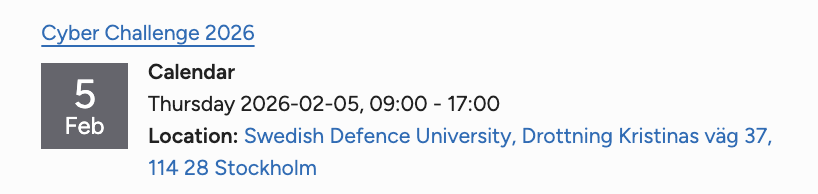 Cyber Challenge 2026
5
Feb
Calendar
Thursday 2026-02-05, 09:00 - 17:00
Location: Swedish Defence University, Drottning Kristinas väg 37,
114 28 Stockholm